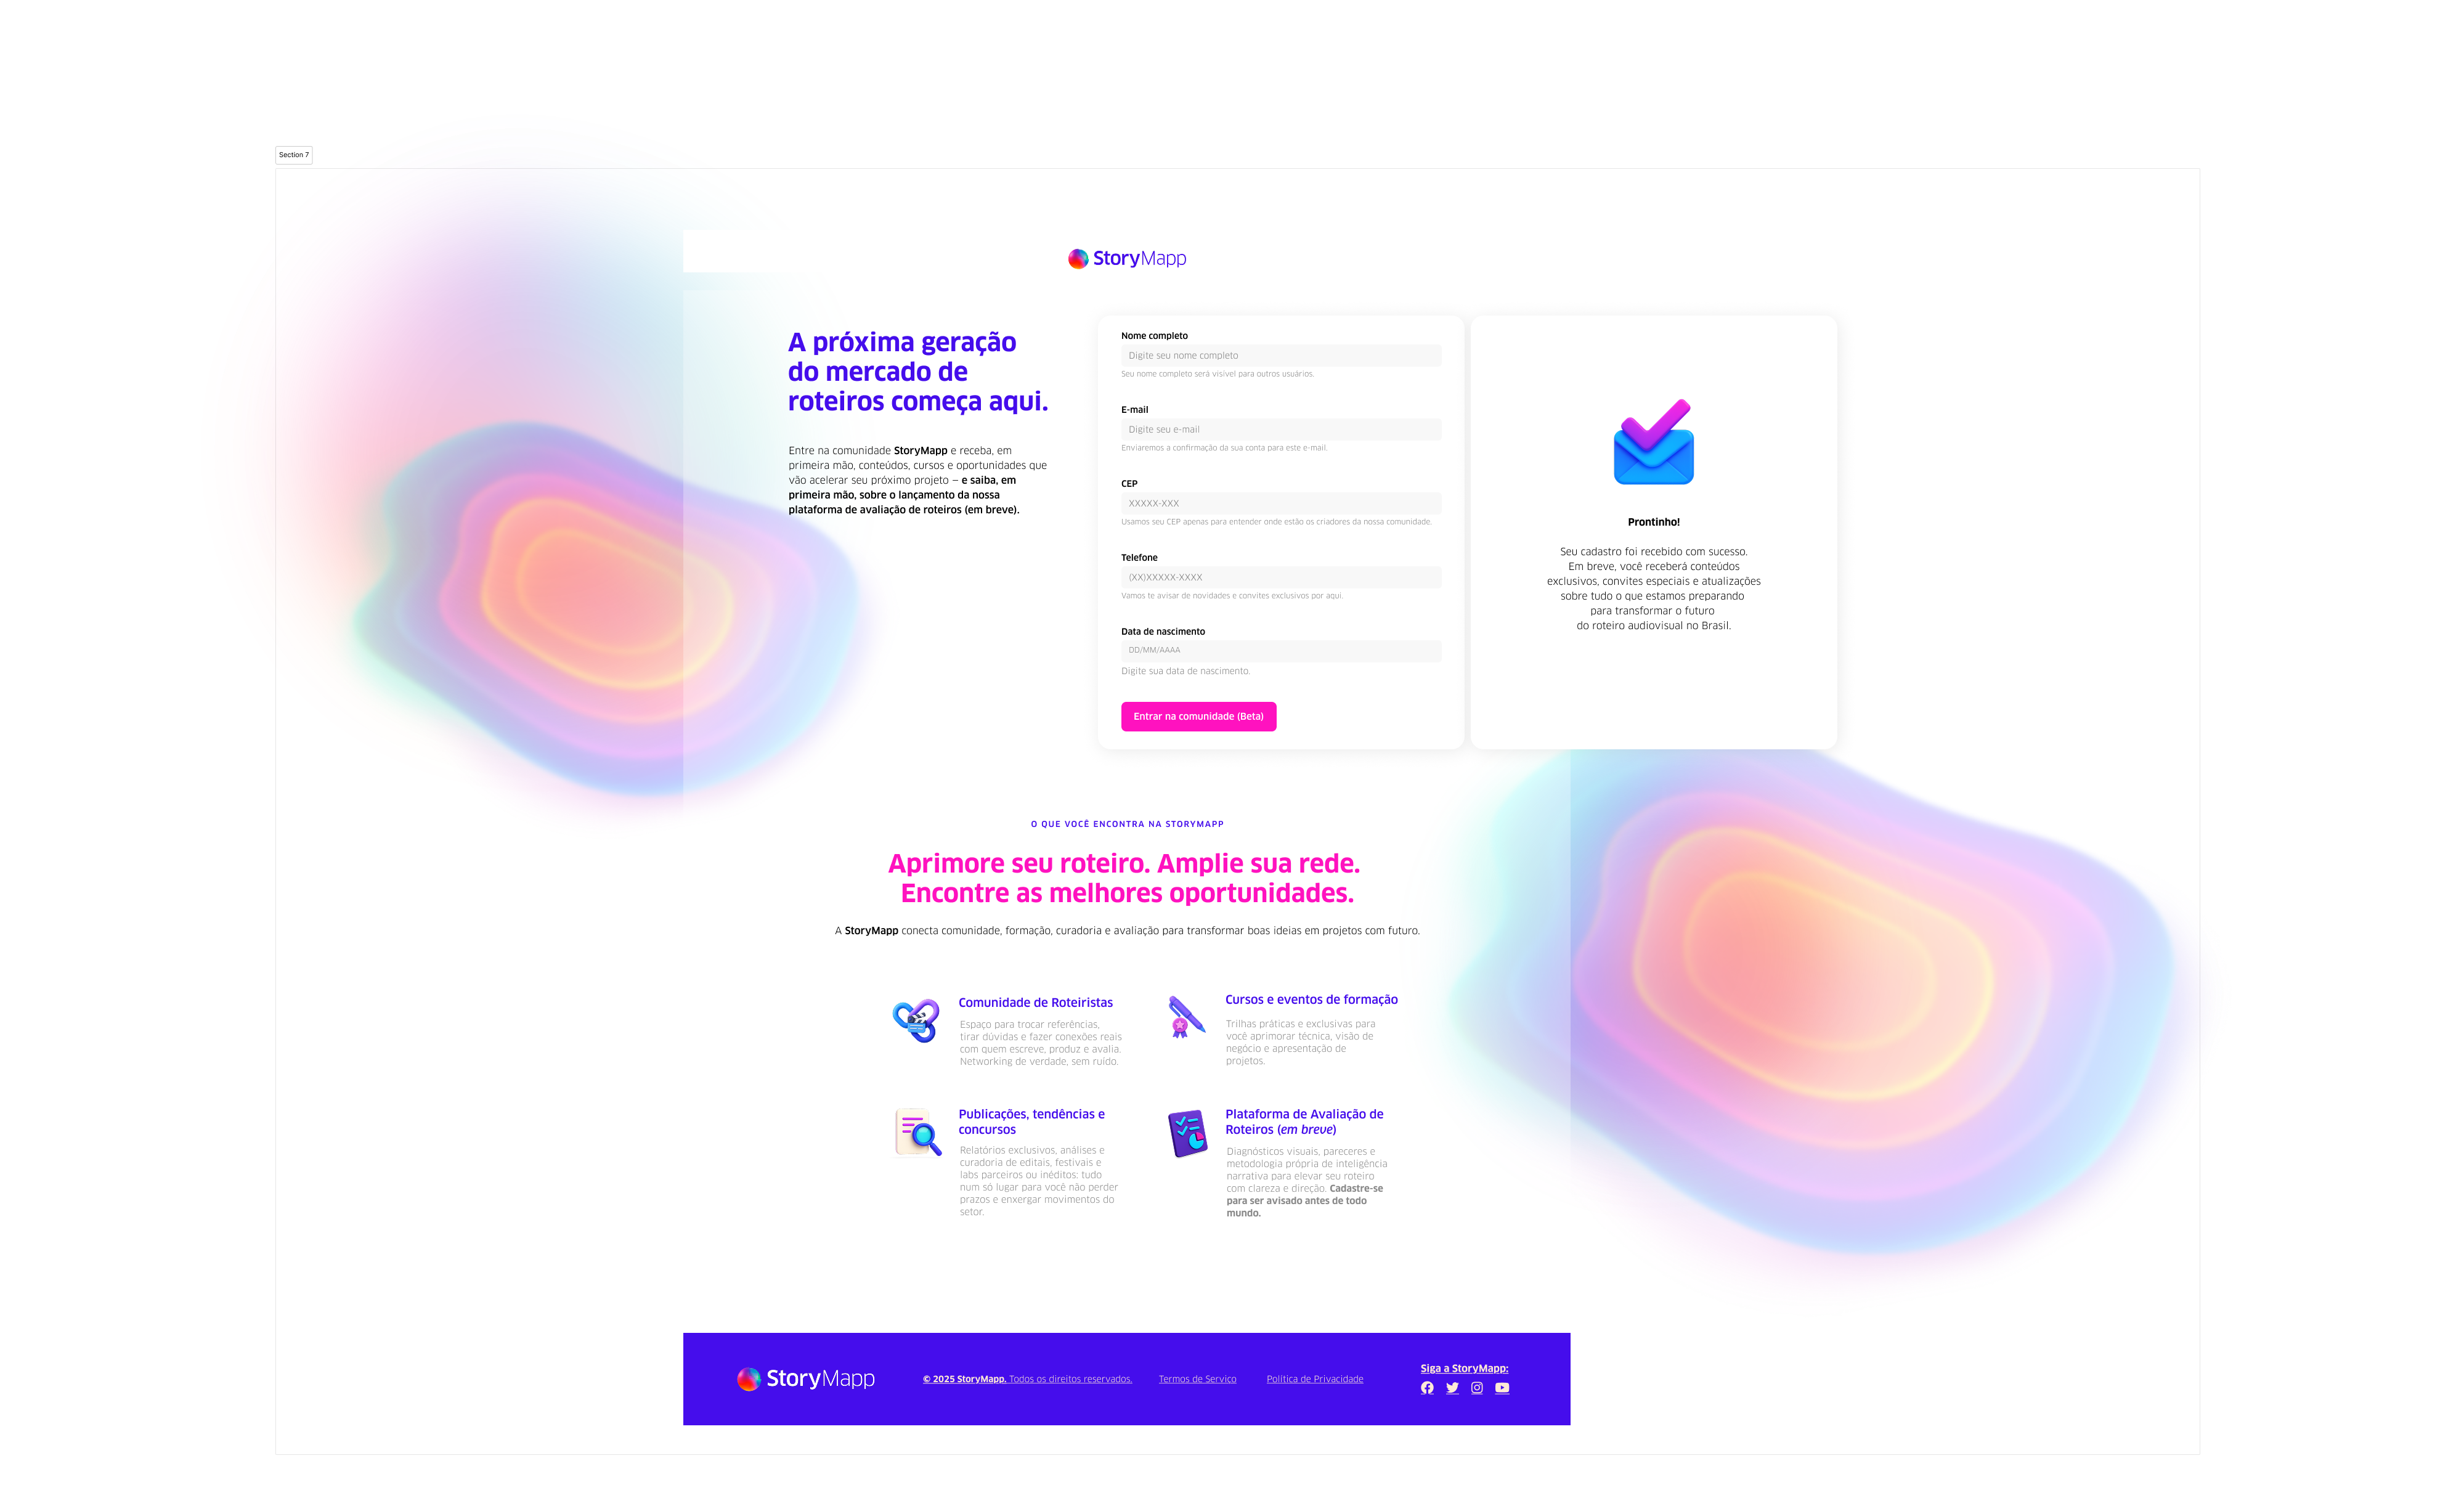 Section 7
StoryMapp
A próxima geração
do mercado de
roteiros começa aqui.
Entre na comunidade StoryMapp e receba, em
primeira mão, conteúdos, cursos e oportunidades que
vão acelerar seu próximo projeto – e saiba, em
primeira mão, sobre o lançamento da nossa
plataforma de avaliação de roteiros (em breve).
Nome completo
Digite seu nome completo
Seu nome completo será visível para outros usuários.
E-mail
Digite seu e-mail
Enviaremos a confirmação da sua conta para este e-mail.
CEP
XXXXX-XXX
Usamos seu CEP apenas para entender onde estão os criadores da nossa comunidade.
Telefone
(XX)XXXXX-XXXX
Vamos te avisar de novidades e convites exclusivos por aqui.
Data de nascimento
DD/MM/AAAA
Digite sua data de nascimento.
Entrar na comunidade (Beta)
Prontinho!
Seu cadastro foi recebido com sucesso.
Em breve, você receberá conteúdos
exclusivos, convites especiais e atualizações
sobre tudo o que estamos preparando
para transformar o futuro
do roteiro audiovisual no Brasil.
O QUE VOCÊ ENCONTRA NA STORYMAPP
Aprimore seu roteiro. Amplie sua rede.
Encontre as melhores oportunidades.
A StoryMapp conecta comunidade, formação, curadoria e avaliação para transformar boas ideias em projetos com futuro.
Comunidade de Roteiristas
Espaço para trocar referências,
tirar dúvidas e fazer conexões reais
com quem escreve, produz e avalia.
Networking de verdade, sem ruído.
Cursos e eventos de formação
Trilhas práticas e exclusivas para
você aprimorar técnica, visão de
negócio e apresentação de
projetos.
Publicações, tendências e
concursos
Relatórios exclusivos, análises e
curadoria de editais, festivais e
labs parceiros ou inéditos: tudo
num só lugar para você não perder
prazos e enxergar movimentos do
setor.
Plataforma de Avaliação de
Roteiros (em breve)
Diagnósticos visuais, pareceres e
metodologia própria de inteligência
narrativa para elevar seu roteiro
com clareza e direção. Cadastre-se
para ser avisado antes de todo
mundo.
StoryMapp
© 2025 StoryMapp. Todos os direitos reservados.
Termos de Serviço
Política de Privacidade
Siga a StoryMapp: